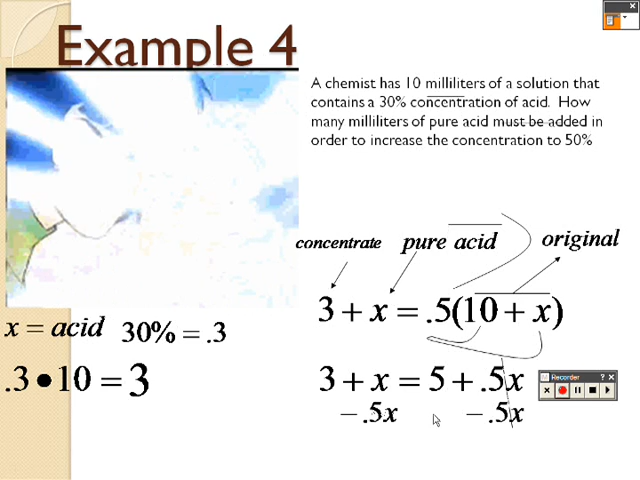 Example 4
A chemist has 10 milliliters of a solution that
contains a 30% concentration of acid. How
many milliliters of pure acid must be added in
order to increase the concentration to 50%
concentrate pure acid original
3 + x = .5(10 + x)
x = acid 30% = .3
.3 • 10 = 3
3 + x = 5 + .5x
– .5x – .5x
Recorder